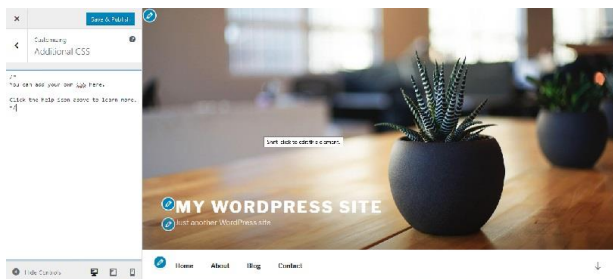 Save & Publish
Customizing
Additional CSS
/*
You can add your own CSS here.
Click the help icon above to learn more.
*/
Shift-click to edit this element.
MY WORDPRESS SITE
Just another WordPress site
Home About Blog Contact
Hide Controls